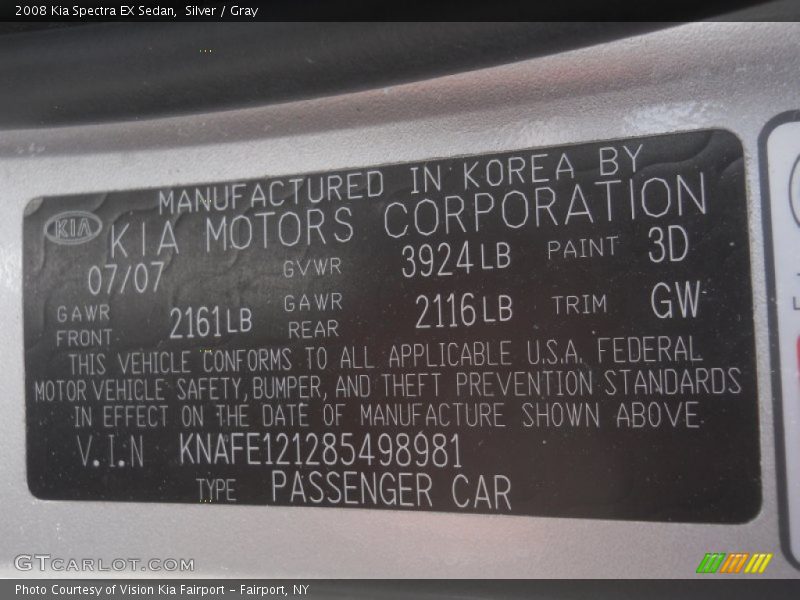 2008 Kia Spectra EX Sedan, Silver / Gray
MANUFACTURED IN KOREA BY
KIA KIA MOTORS CORPORATION
07/07 GVWR 3924LB PAINT 3D
GAWR FRONT 2161LB GAWR REAR 2116LB TRIM GW
THIS VEHICLE CONFORMS TO ALL APPLICABLE U.S.A. FEDERAL
MOTOR VEHICLE SAFETY, BUMPER, AND THEFT PREVENTION STANDARDS
IN EFFECT ON THE DATE OF MANUFACTURE SHOWN ABOVE.
V.I.N KNAFE121285498981
TYPE PASSENGER CAR
GTCARLOT.COM
Photo Courtesy of Vision Kia Fairport - Fairport, NY